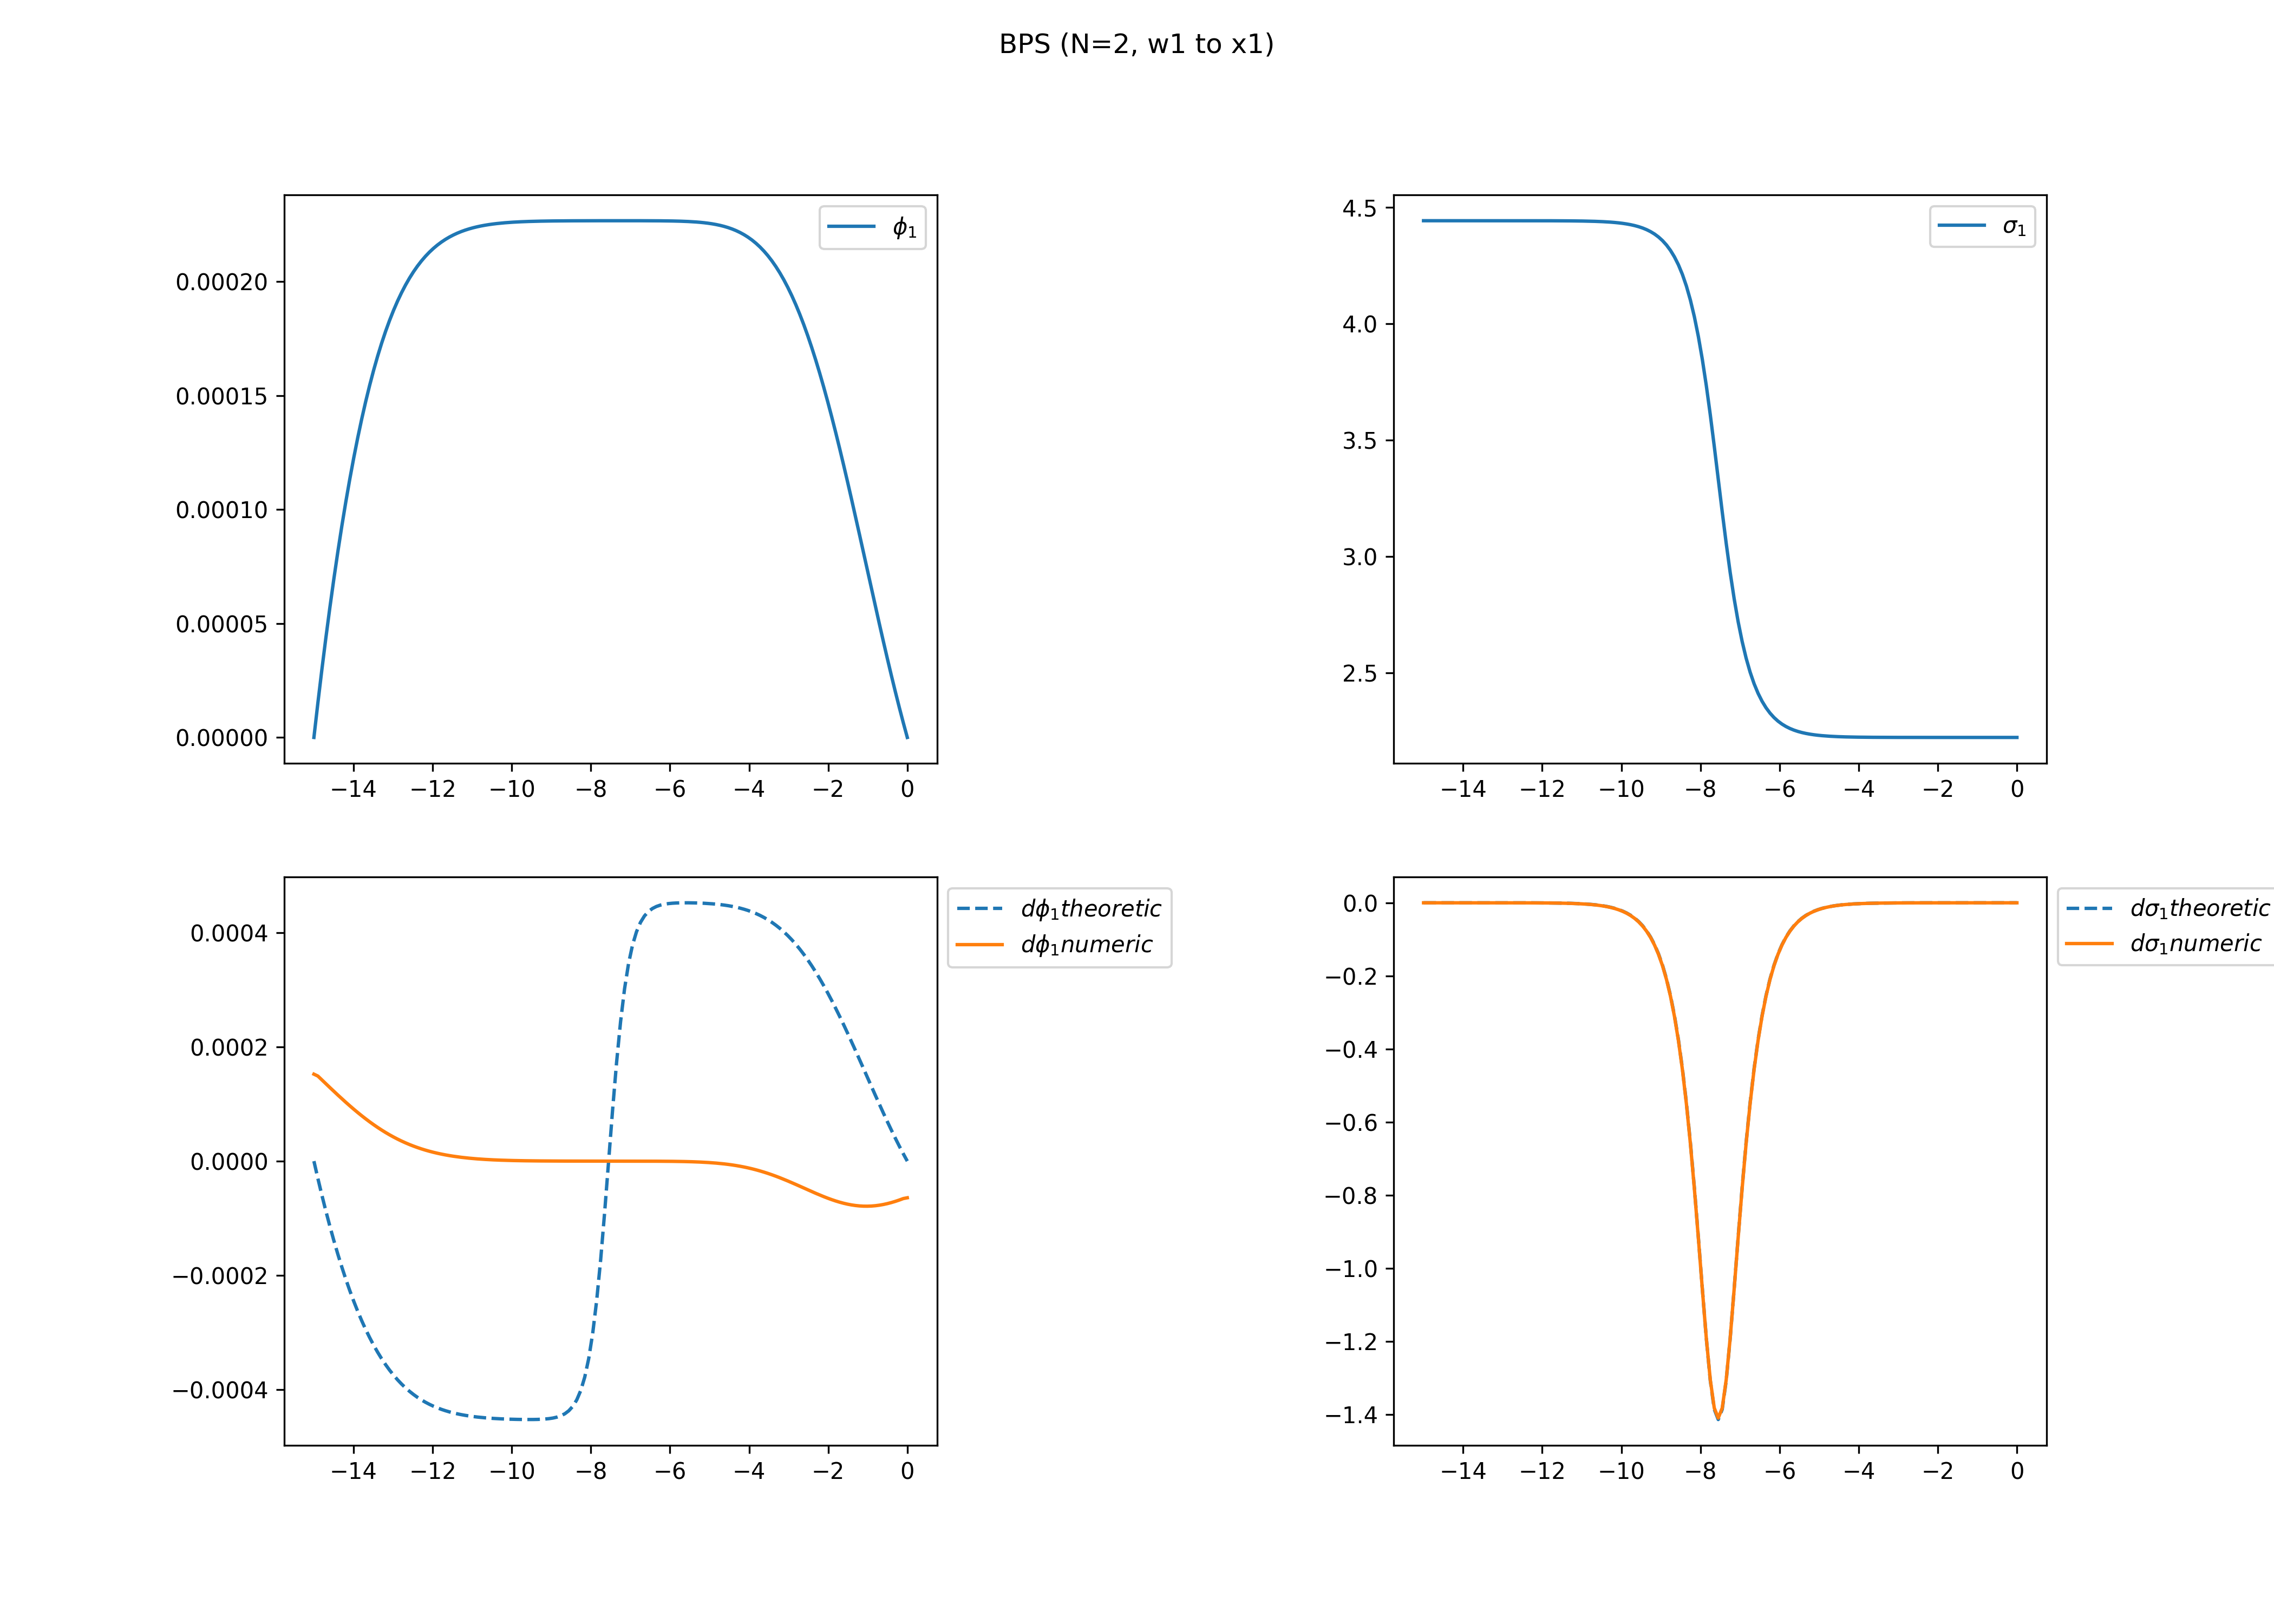 BPS (N=2, w1 to x1)
ϕ₁
0.00020
0.00015
0.00010
0.00005
0.00000
−14 −12 −10 −8 −6 −4 −2 0
σ₁
4.5
4.0
3.5
3.0
2.5
−14 −12 −10 −8 −6 −4 −2 0
dϕ₁theoretic
dϕ₁numeric
0.0004
0.0002
0.0000
−0.0002
−0.0004
−14 −12 −10 −8 −6 −4 −2 0
dσ₁theoretic
dσ₁numeric
0.0
−0.2
−0.4
−0.6
−0.8
−1.0
−1.2
−1.4
−14 −12 −10 −8 −6 −4 −2 0